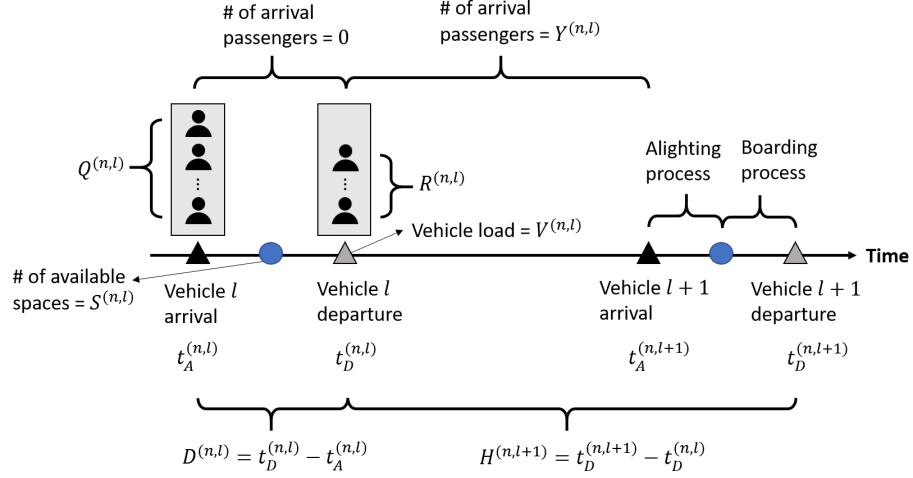 # of arrival
passengers = 0
# of arrival
passengers = Y^{(n,l)}
Q^{(n,l)}
R^{(n,l)}
Alighting
process
Boarding
process
Vehicle load = V^{(n,l)}
Time
# of available
spaces = S^{(n,l)}
Vehicle l
arrival
Vehicle l
departure
Vehicle l + 1
arrival
Vehicle l + 1
departure
t_A^{(n,l)}
t_D^{(n,l)}
t_A^{(n,l+1)}
t_D^{(n,l+1)}
D^{(n,l)} = t_D^{(n,l)} − t_A^{(n,l)}
H^{(n,l+1)} = t_D^{(n,l+1)} − t_D^{(n,l)}